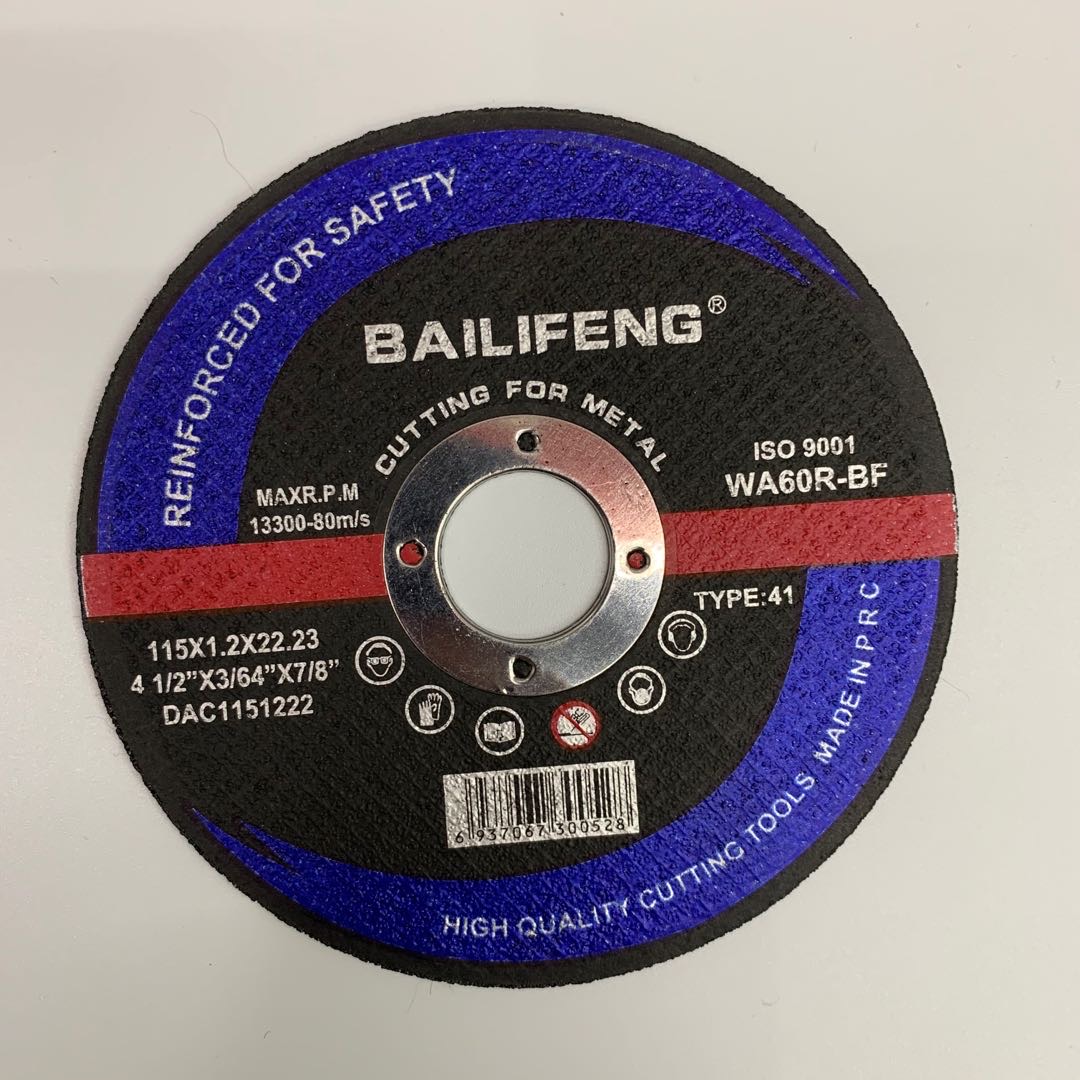 REINFORCED FOR SAFETY
BAILIFENG®
CUTTING FOR METAL
MAXR.P.M
13300-80m/s
ISO 9001
WA60R-BF
TYPE:41
115X1.2X22.23
4 1/2”X3/64”X7/8”
DAC1151222
6 937067 300528
HIGH QUALITY CUTTING TOOLS MADE IN P R C